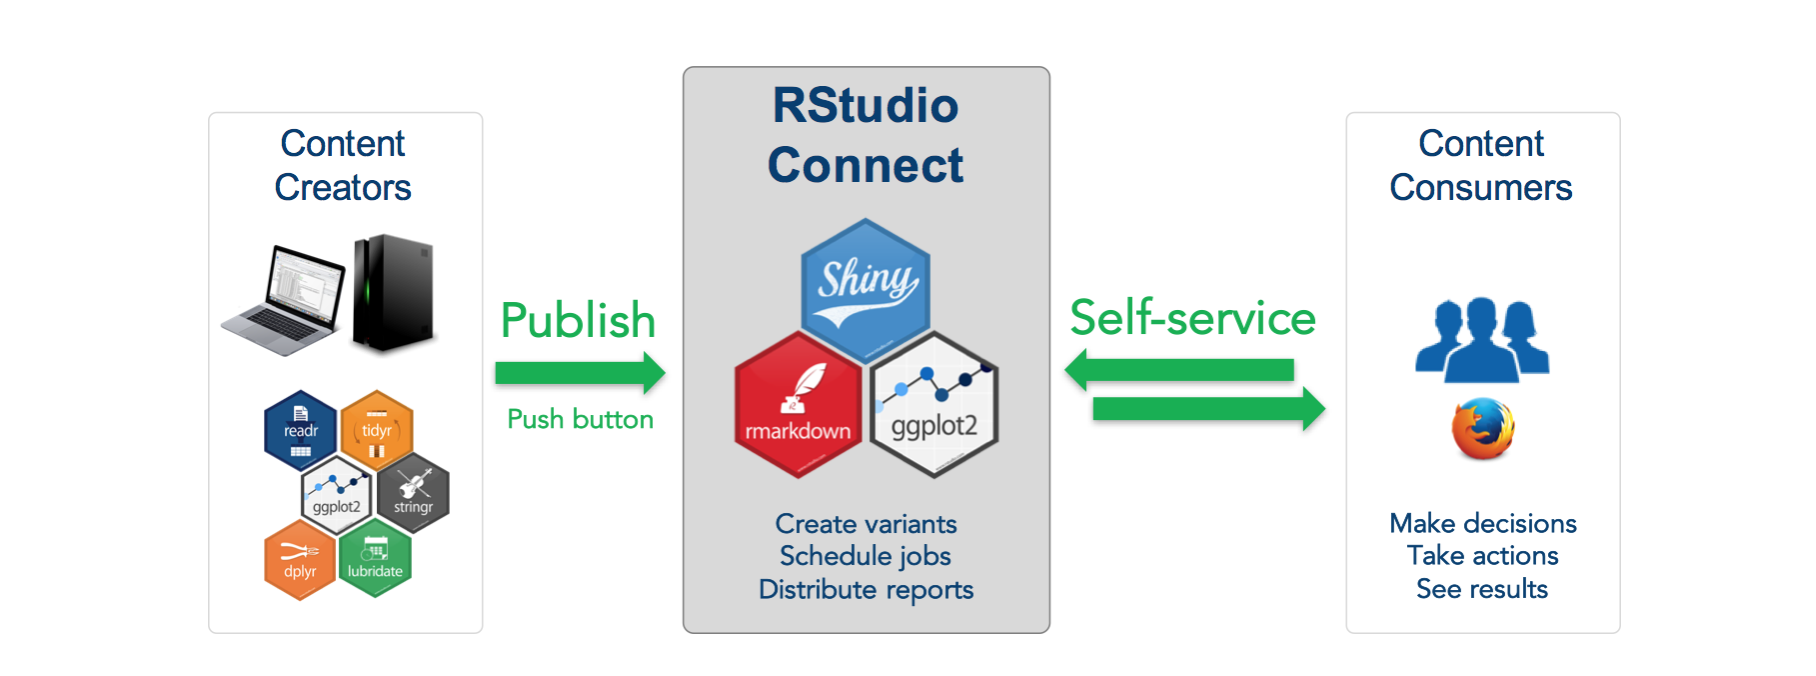 Content
Creators
readr
tidyr
ggplot2
stringr
dplyr
lubridate
Publish
Push button
RStudio
Connect
Shiny
rmarkdown
ggplot2
Create variants
Schedule jobs
Distribute reports
Self-service
Content
Consumers
Make decisions
Take actions
See results